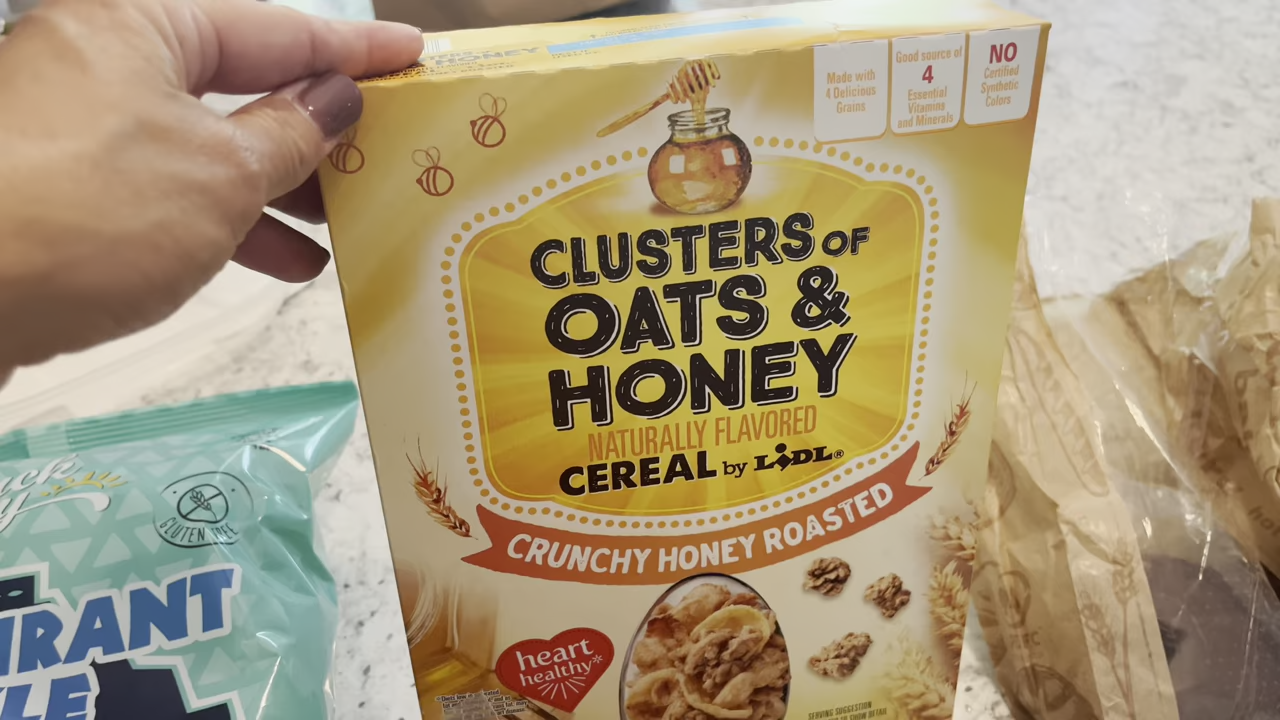 HONEY
Made with
4 Delicious
Grains
Good source of
4
Essential
Vitamins
and Minerals
NO
Certified
Synthetic
Colors
CLUSTERS OF
OATS &
HONEY
NATURALLY FLAVORED
CEREAL by LIDL®
CRUNCHY HONEY ROASTED
heart
healthy*
SERVING SUGGESTION
GLUTEN FREE